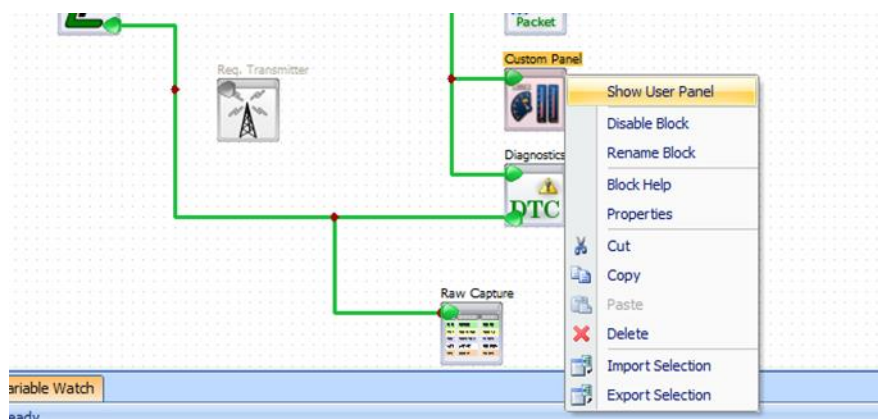 Packet
Custom Panel
Req. Transmitter
Show User Panel
Disable Block
Rename Block
Diagnostics
Block Help
DTC
Properties
Cut
Copy
Raw Capture
Paste
Delete
Import Selection
ariable Watch
Export Selection
eady